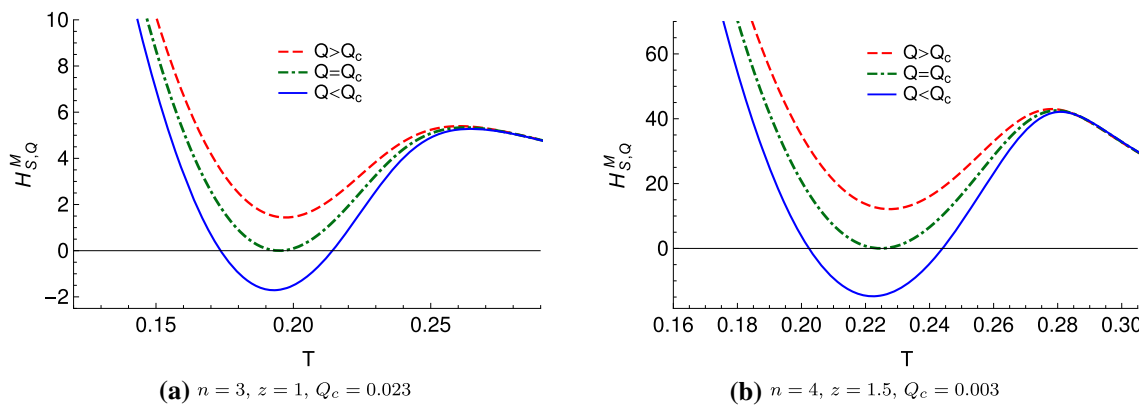 10
8
6
4
2
0
−2
0.15
0.20
0.25
T
H^M_{S,Q}
Q>Q_c
Q=Q_c
Q<Q_c
(a) n = 3, z = 1, Q_c = 0.023
60
40
20
0
0.16
0.18
0.20
0.22
0.24
0.26
0.28
0.30
T
H^M_{S,Q}
Q>Q_c
Q=Q_c
Q<Q_c
(b) n = 4, z = 1.5, Q_c = 0.003